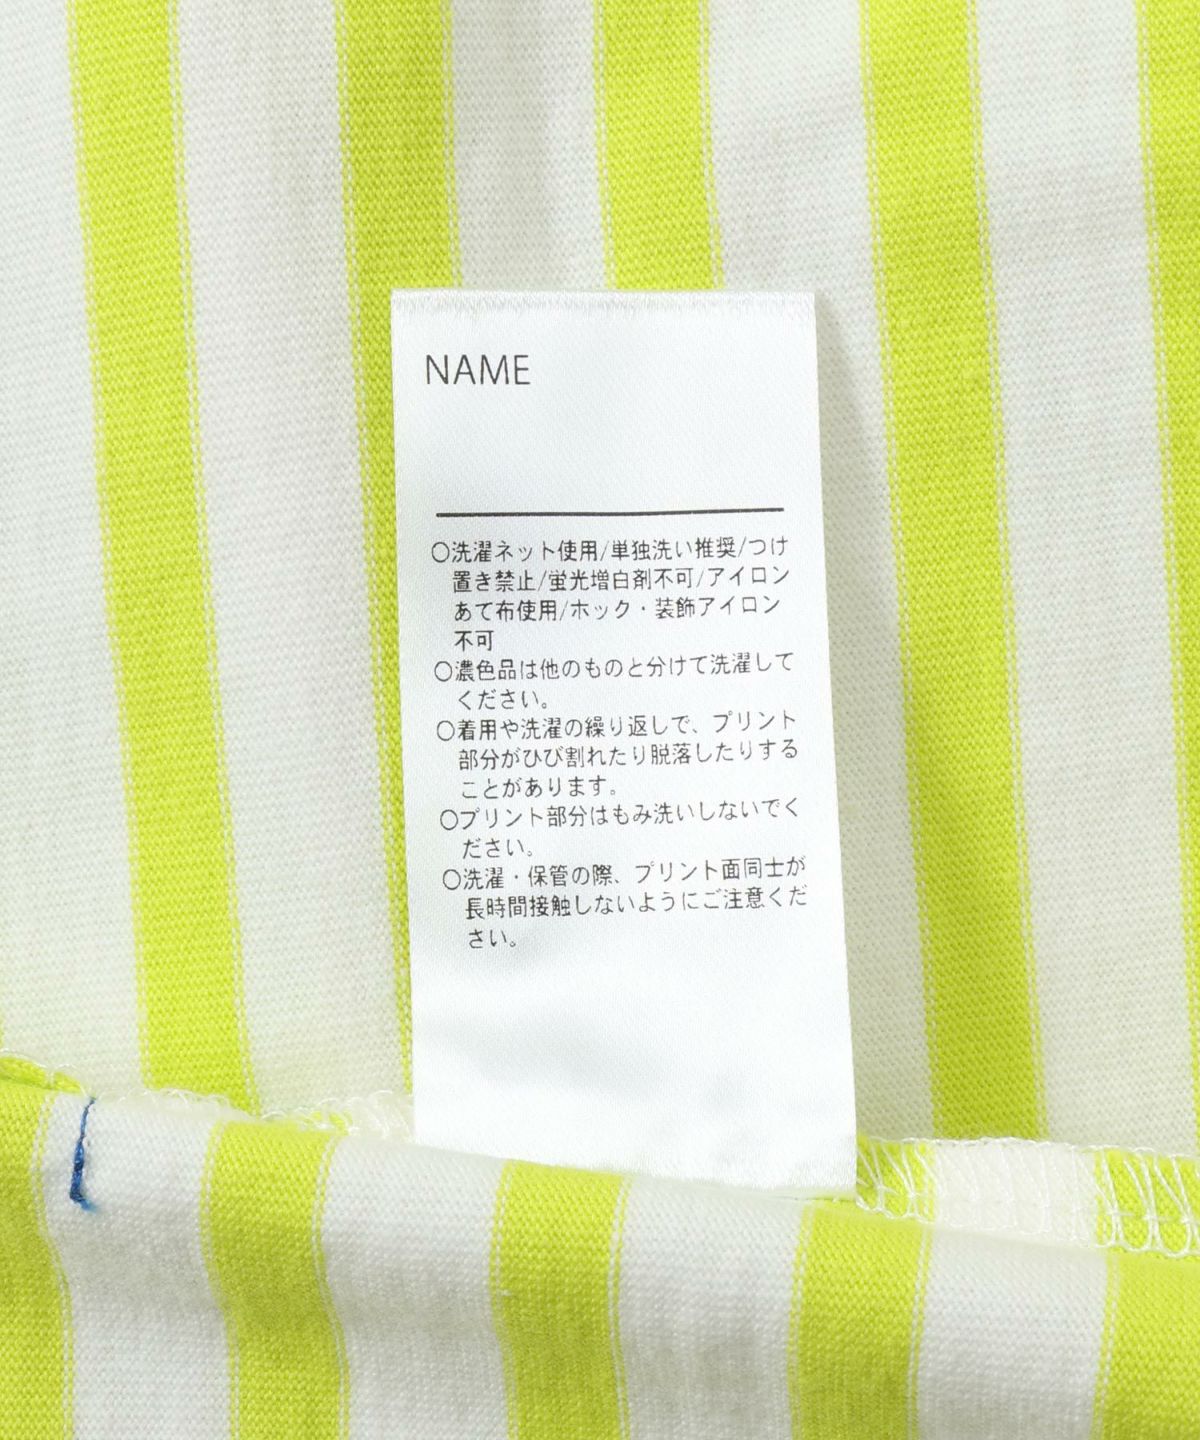 NAME
○洗濯ネット使用/単独洗い推奨/つけ
置き禁止/蛍光増白剤不可/アイロン
あて布使用/ホック・装飾アイロン
不可
○濃色品は他のものと分けて洗濯して
ください。
○着用や洗濯の繰り返しで、プリント
部分がひび割れたり脱落したりする
ことがあります。
○プリント部分はもみ洗いしないでく
ださい。
○洗濯・保管の際、プリント面同士が
長時間接触しないようにご注意くだ
さい。